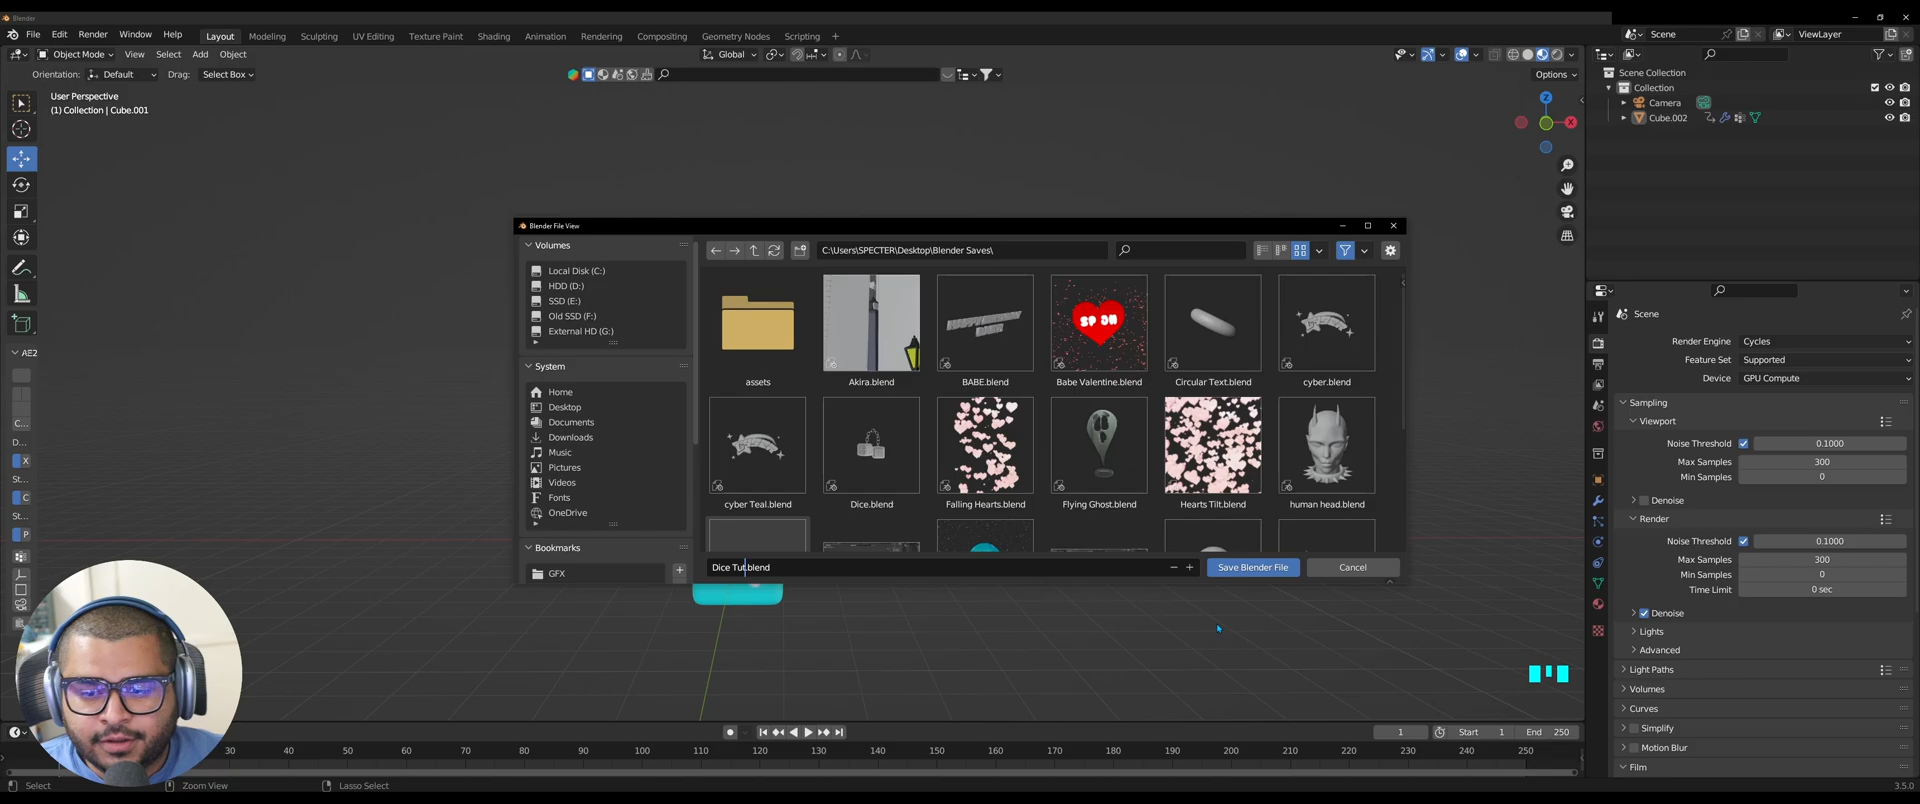 Blender
File Edit Render Window Help Layout Modeling Sculpting UV Editing Texture Paint Shading Animation Rendering Compositing Geometry Nodes Scripting + Scene ViewLayer
Object Mode View Select Add Object Global
Orientation: Default Drag: Select Box Options
User Perspective
(1) Collection | Cube.001
Z
X
Scene Collection
Collection
Camera
Cube.002
Blender File View
Volumes
Local Disk (C:)
HDD (D:)
SSD (E:)
Old SSD (F:)
External HD (G:)
System
Home
Desktop
Documents
Downloads
Music
Pictures
Videos
Fonts
OneDrive
Bookmarks
GFX
C:\Users\SPECTER\Desktop\Blender Saves\
assets Akira.blend BABE.blend Babe Valentine.blend Circular Text.blend cyber.blend
cyber Teal.blend Dice.blend Falling Hearts.blend Flying Ghost.blend Hearts Tilt.blend human head.blend
Dice Tut.blend
Save Blender File Cancel
AE2
C...
D...
X
St...
C
St...
P
Scene
Render Engine Cycles
Feature Set Supported
Device GPU Compute
Sampling
Viewport
Noise Threshold 0.1000
Max Samples 300
Min Samples 0
Denoise
Render
Noise Threshold 0.1000
Max Samples 300
Min Samples 0
Time Limit 0 sec
Denoise
Lights
Advanced
Light Paths
Volumes
Curves
Simplify
Motion Blur
Film
1 Start 1 End 250
30 40 50 60 70 80 90 100 110 120 130 140 150 160 170 180 190 200 210 220 230 240 250
Select Zoom View Lasso Select 3.5.0